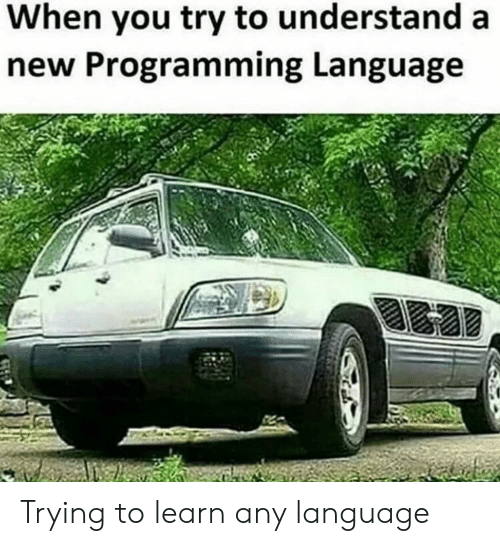 When you try to understand a
new Programming Language
Trying to learn any language